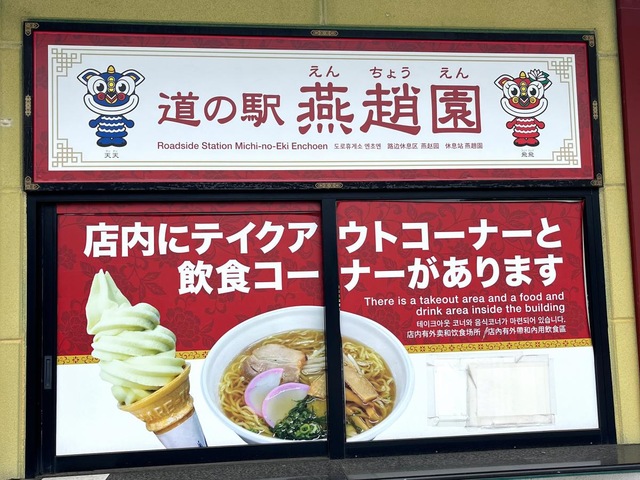 えん ちょう えん
道の駅 燕趙園
Roadside Station Michi-no-Eki Enchoen 도로휴게소 엔초엔 路边休息区 燕赵园 休息站 燕趙園
天天
店内にテイクアウトコーナーと
飲食コーナーがあります
There is a takeout area and a food and
drink area inside the building
테이크아웃 코너와 음식코너가 마련되어 있습니다.
店内有外卖和饮食场所／店內有外帶和內用飲食區